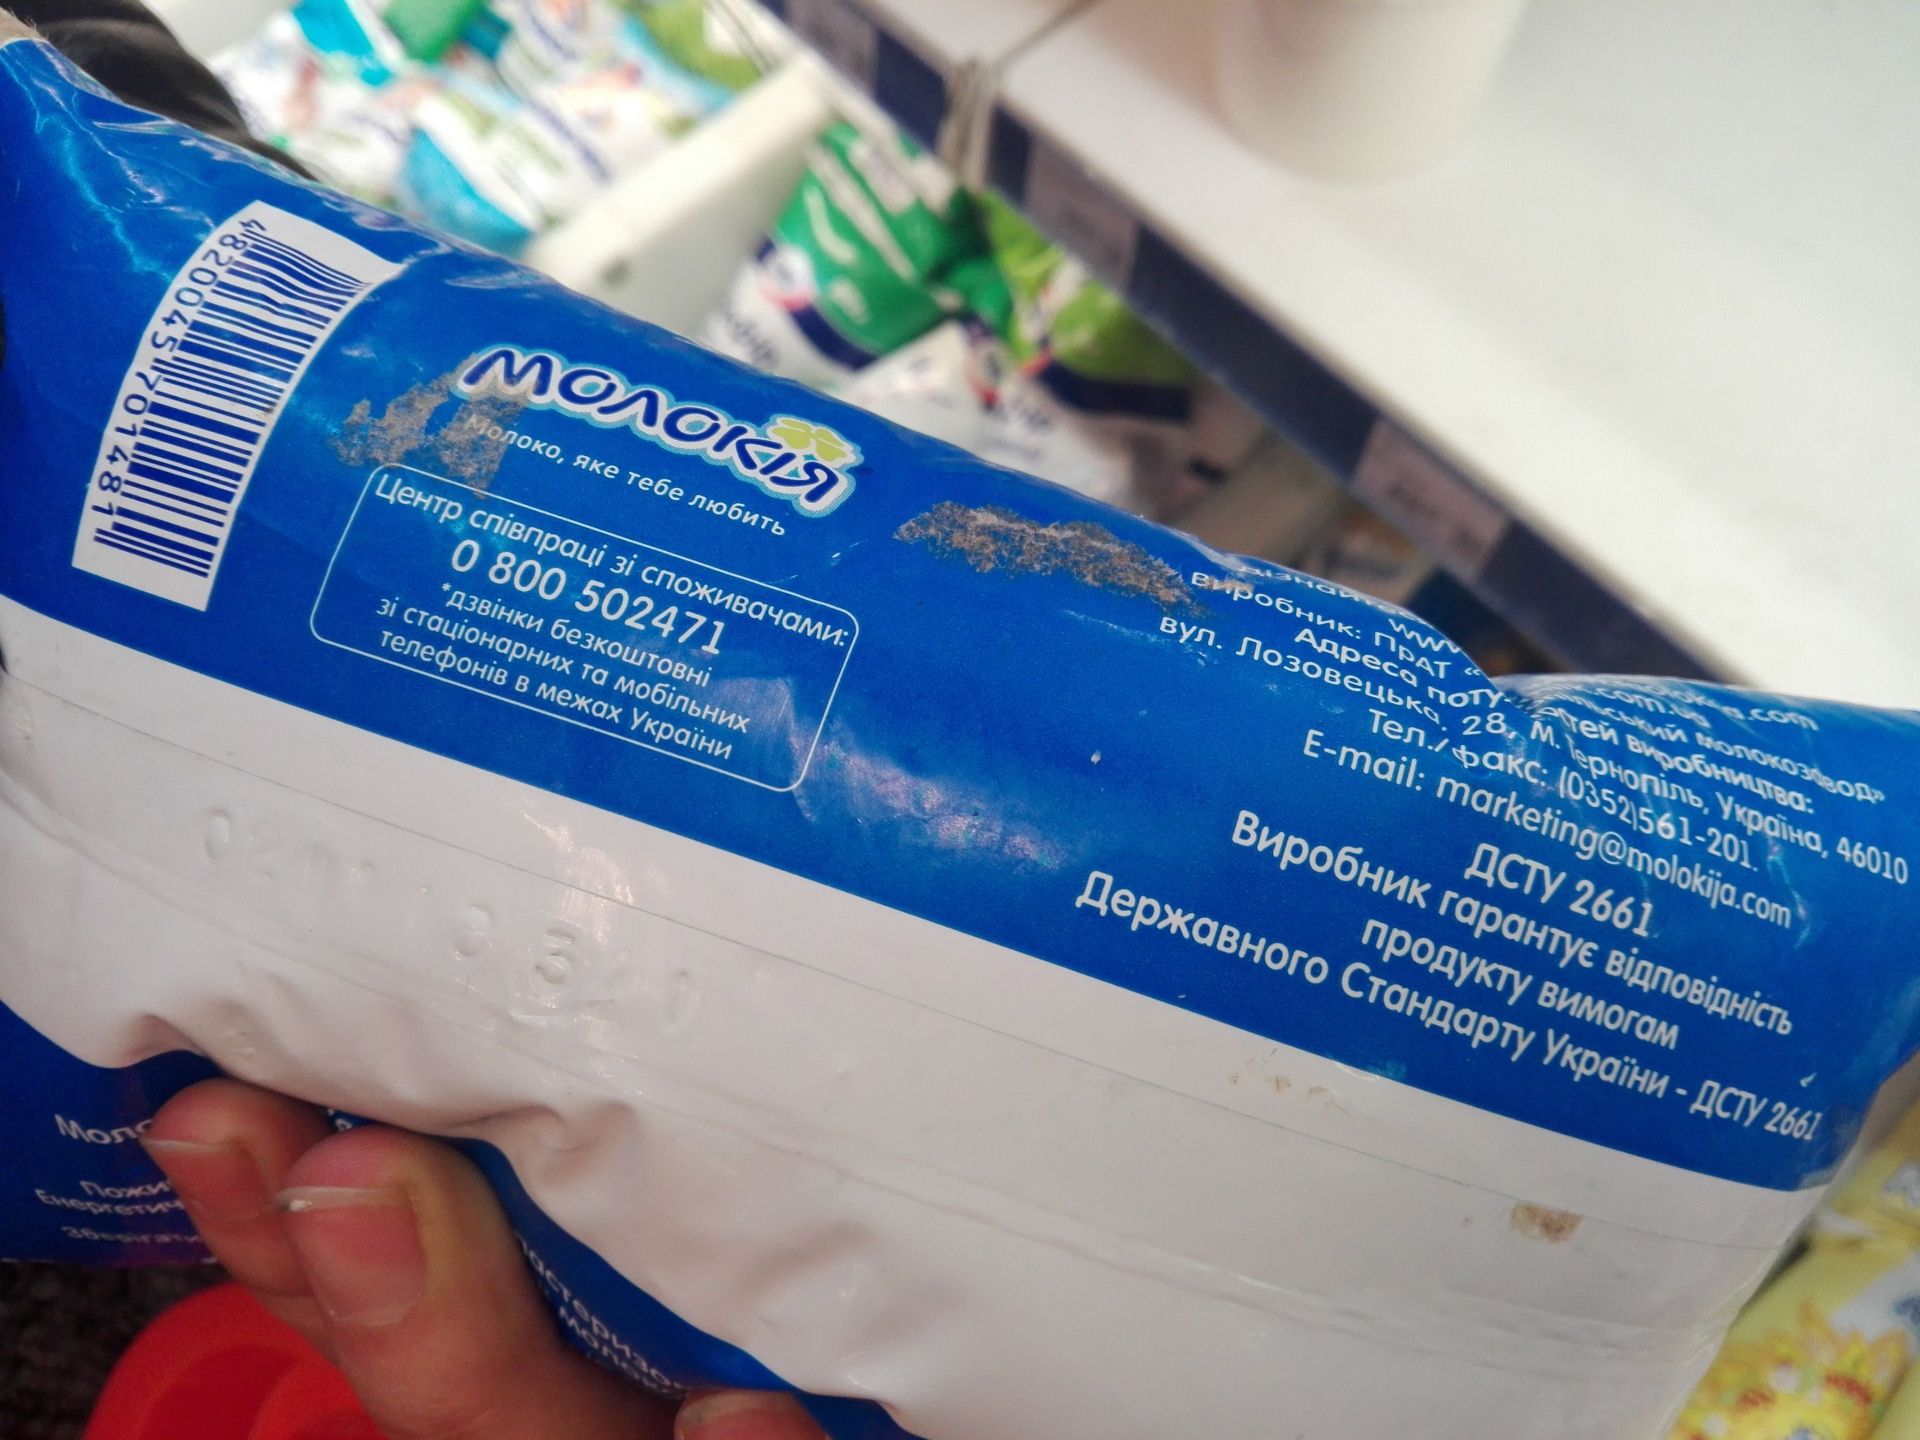 4820045701481
МОЛОКІЯ
Молоко, яке тебе любить
Центр співпраці зі споживачами:
0 800 502471
*дзвінки безкоштовні
зі стаціонарних та мобільних
телефонів в межах України
Виробник: ПрАТ молокозавод»
Адреса виробництва:
вул. Лозовецька, 28, м. Тернопіль, Україна, 46010
Тел./факс: (0352)561-201.
E-mail: marketing@molokija.com
ДСТУ 2661
Виробник гарантує відповідність
продукту вимогам
Державного Стандарту України - ДСТУ 2661